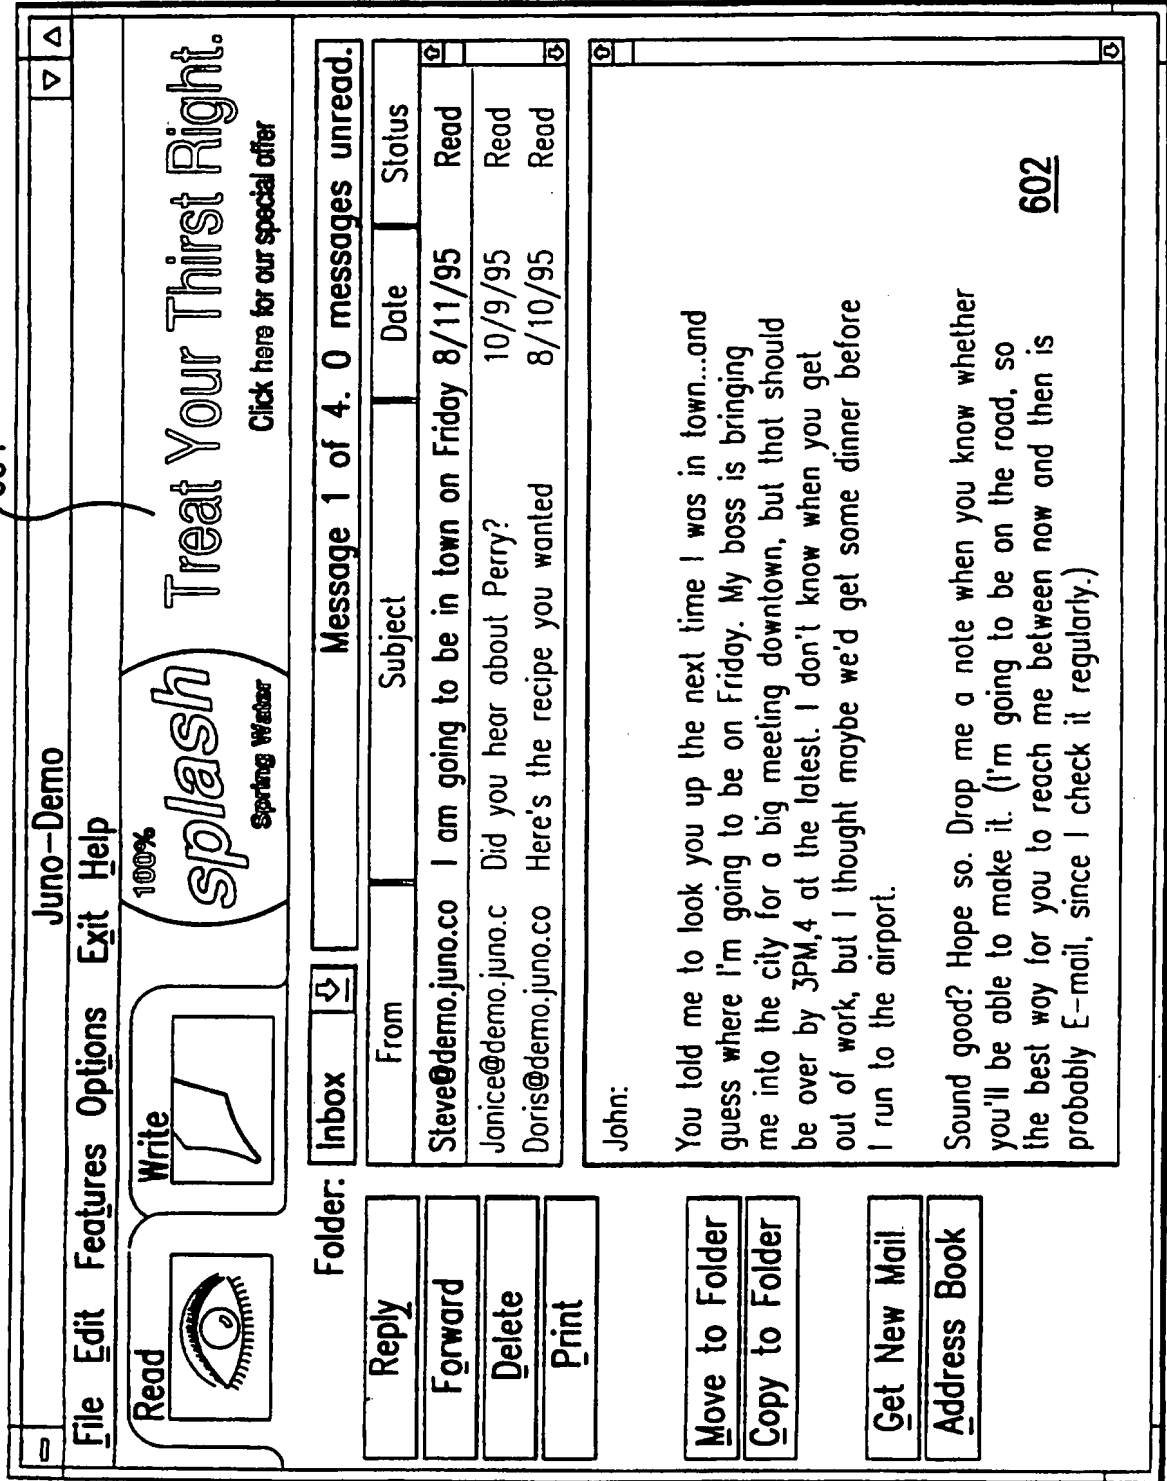 Juno-Demo
File Edit Features Options Exit Help
Read
Write
100%
splash
Spring Water
Treat Your Thirst Right.
Click here for our special offer
Folder: Inbox
Message 1 of 4. 0 messages unread.
From Subject Date Status
Steve@demo.juno.co I am going to be in town on Friday 8/11/95 Read
Janice@demo.juno.c Did you hear about Perry? 10/9/95 Read
Doris@demo.juno.co Here's the recipe you wanted 8/10/95 Read
Reply
Forward
Delete
Print
Move to Folder
Copy to Folder
Get New Mail
Address Book
John:
You told me to look you up the next time I was in town...and
guess where I'm going to be on Friday. My boss is bringing
me into the city for a big meeting downtown, but that should
be over by 3PM,4 at the latest. I don't know when you get
out of work, but I thought maybe we'd get some dinner before
I run to the airport.
Sound good? Hope so. Drop me a note when you know whether
you'll be able to make it. (I'm going to be on the road, so
the best way for you to reach me between now and then is
probably E-mail, since I check it regularly.)
602